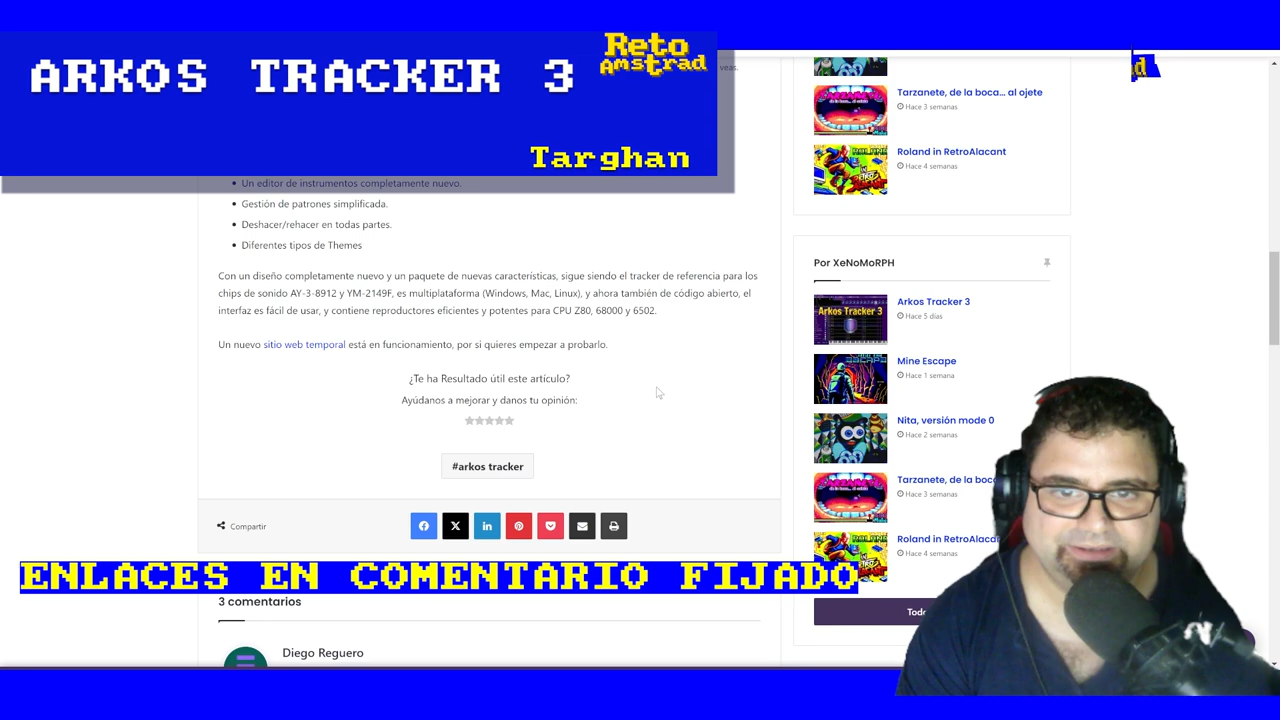 ARKOS TRACKER 3
Reto
Amstrad
Targhan
veas.
d
Un editor de instrumentos completamente nuevo.
Gestión de patrones simplificada.
Deshacer/rehacer en todas partes.
Diferentes tipos de Themes
Con un diseño completamente nuevo y un paquete de nuevas características, sigue siendo el tracker de referencia para los
chips de sonido AY-3-8912 y YM-2149F, es multiplataforma (Windows, Mac, Linux), y ahora también de código abierto, el
interfaz es fácil de usar, y contiene reproductores eficientes y potentes para CPU Z80, 68000 y 6502.
Un nuevo sitio web temporal está en funcionamiento, por si quieres empezar a probarlo.
¿Te ha Resultado útil este artículo?
Ayúdanos a mejorar y danos tu opinión:
#arkos tracker
Compartir
ENLACES EN COMENTARIO FIJADO
3 comentarios
Diego Reguero
Tarzanete, de la boca... al ojete
Hace 3 semanas
Roland in RetroAlacant
Hace 4 semanas
Por XeNoMoRPH
Arkos Tracker 3
Arkos Tracker 3
Hace 5 días
Mine Escape
Hace 1 semana
Nita, versión mode 0
Hace 2 semanas
Tarzanete, de la boc
Hace 3 semanas
Roland in RetroAlacar
Hace 4 semanas
Tod